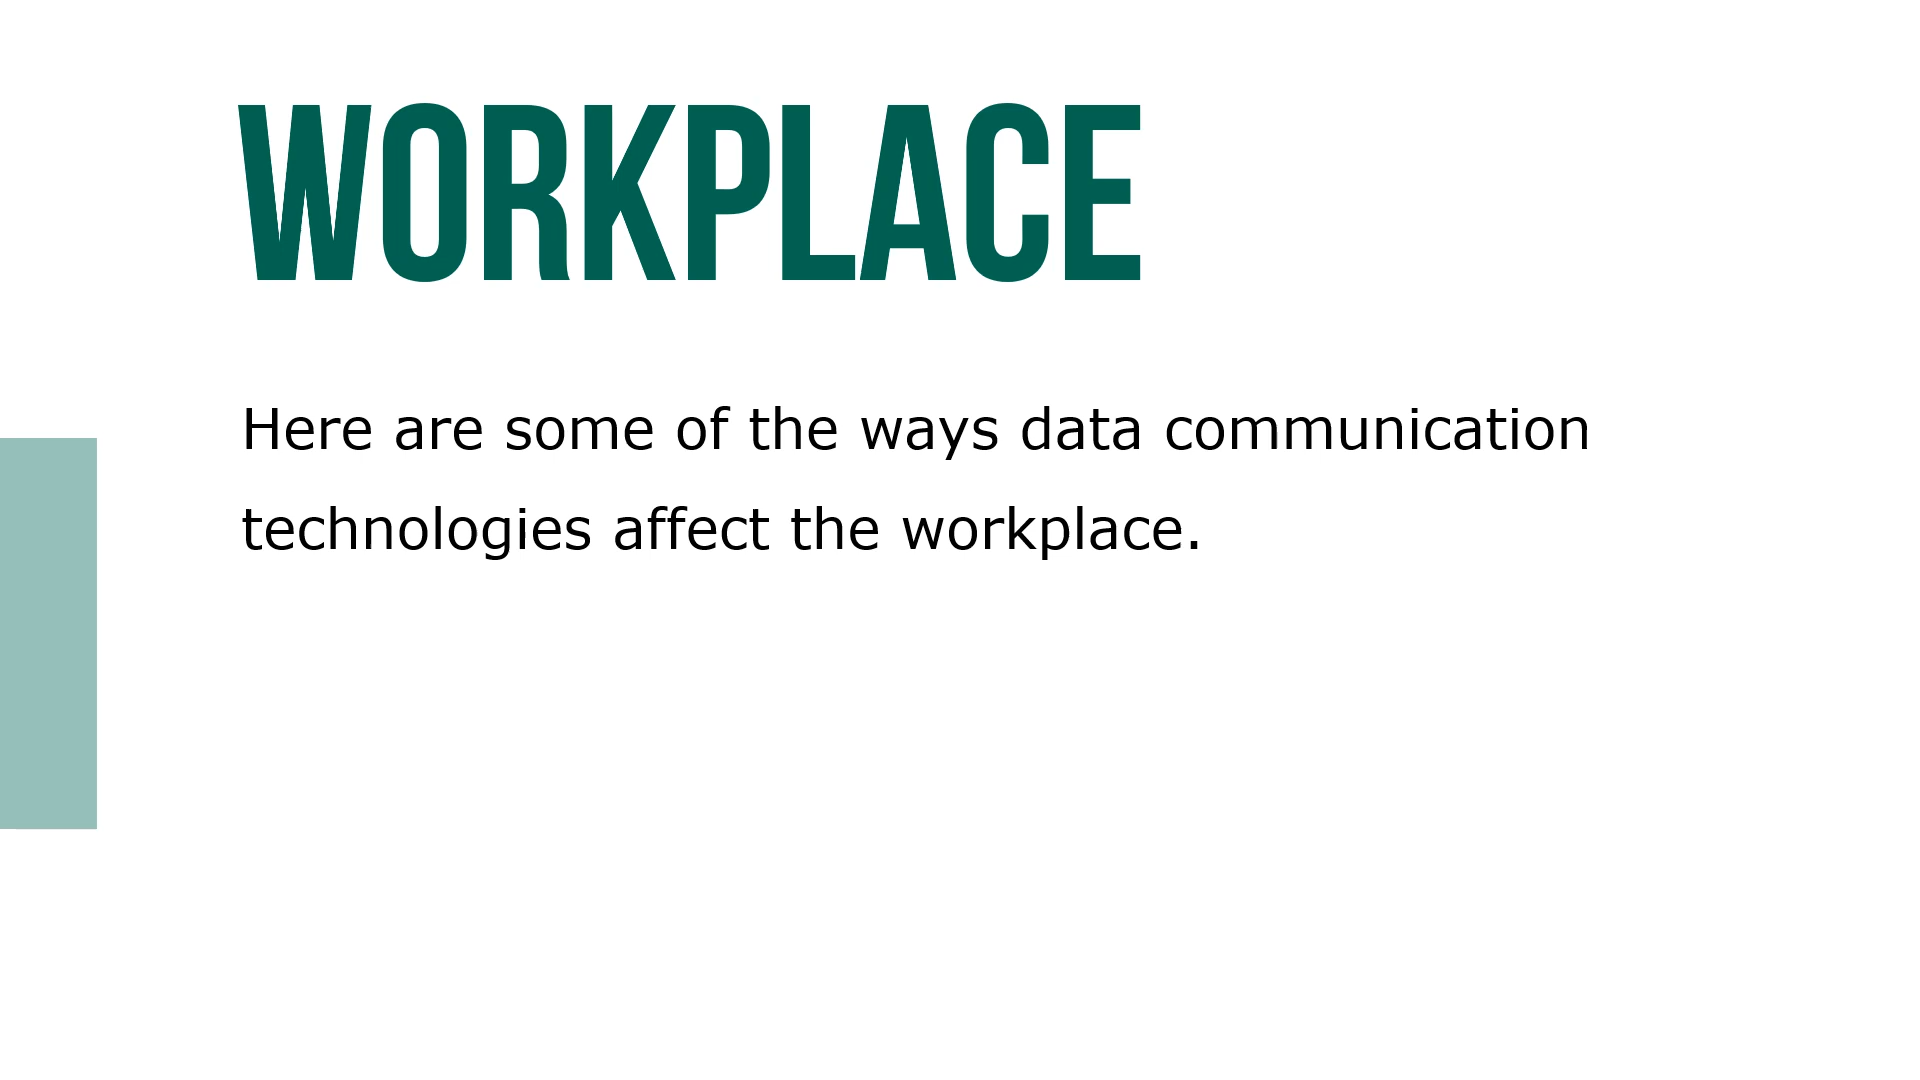 WORKPLACE
Here are some of the ways data communication
technologies affect the workplace.